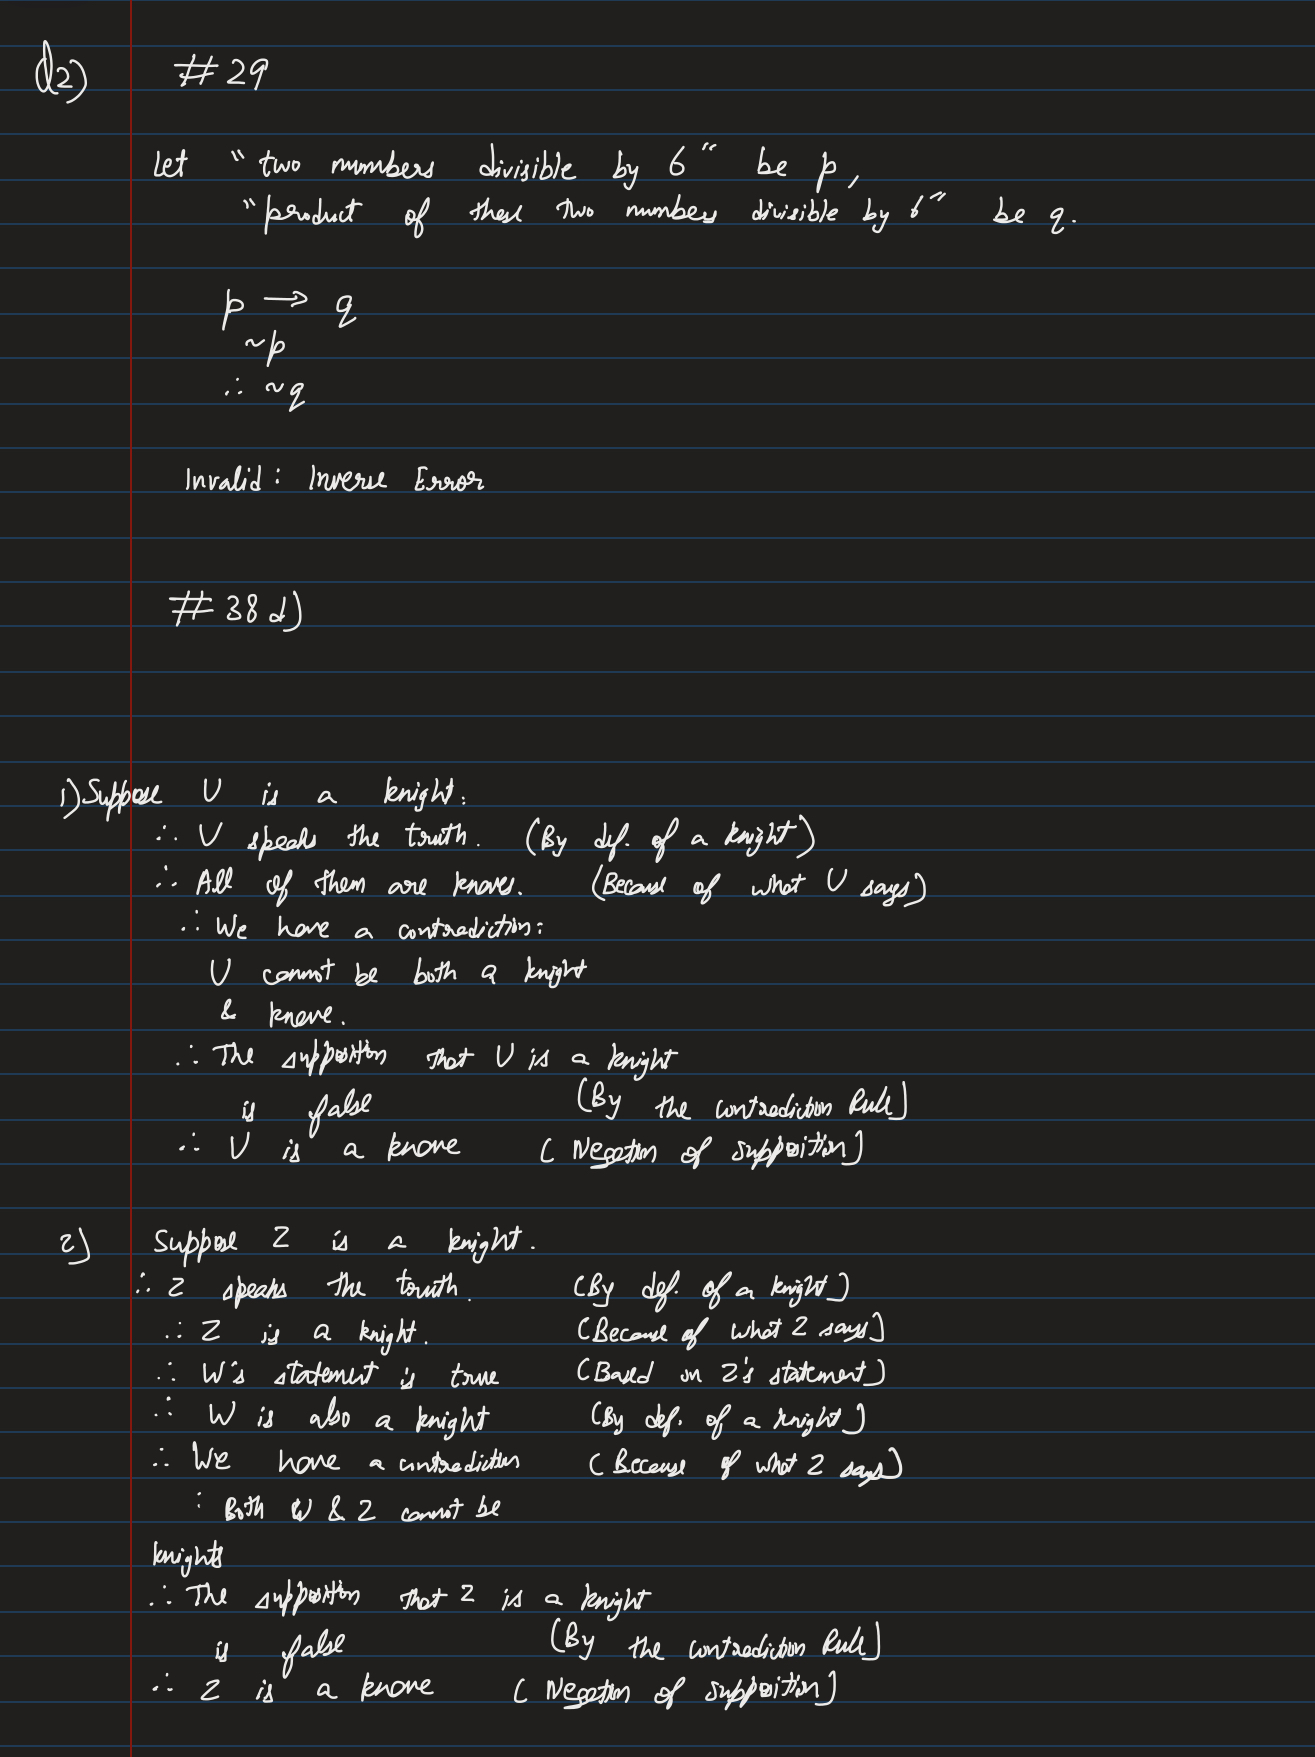 Q2) #29
Let "two numbers divisible by 6" be p,
"product of these two numbers divisible by 6" be q.
p → q
~p
∴ ~q
Invalid: Inverse Error
#38 d)
1) Suppose U is a knight.
∴ U speaks the truth. (By def. of a knight)
∴ All of them are knaves. (Because of what U says)
∴ We have a contradiction:
U cannot be both a knight
& knave.
∴ The supposition that U is a knight
is false (By the contradiction Rule)
∴ U is a knave (Negation of supposition)
2) Suppose Z is a knight.
∴ Z speaks the truth. (By def. of a knight)
∴ Z is a knight. (Because of what Z says)
∴ W's statement is true (Based on Z's statement)
∴ W is also a knight (By def. of a knight)
∴ We have a contradiction (Because of what Z says)
: Both W & Z cannot be
knights
∴ The supposition that Z is a knight
is false (By the contradiction Rule)
∴ Z is a knave (Negation of supposition)